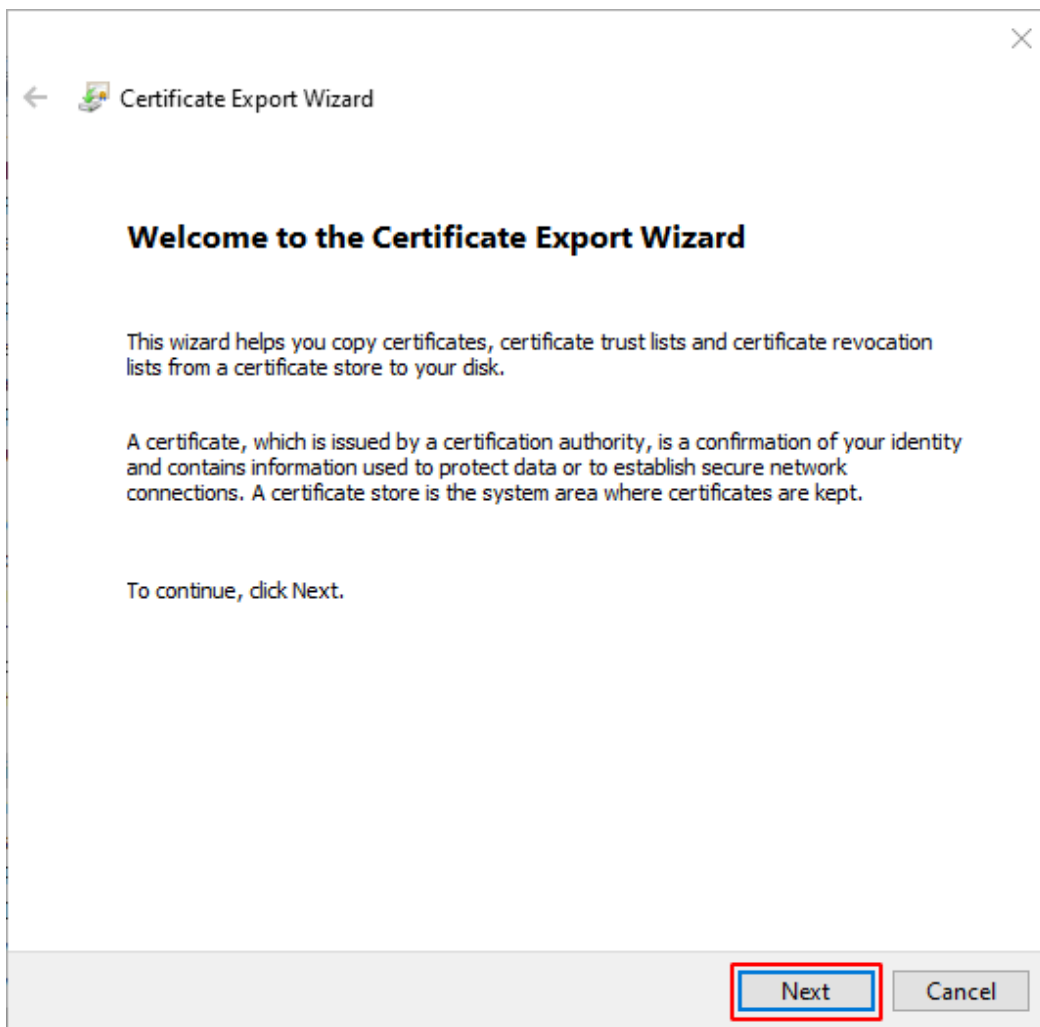 Certificate Export Wizard
Welcome to the Certificate Export Wizard
This wizard helps you copy certificates, certificate trust lists and certificate revocation
lists from a certificate store to your disk.
A certificate, which is issued by a certification authority, is a confirmation of your identity
and contains information used to protect data or to establish secure network
connections. A certificate store is the system area where certificates are kept.
To continue, click Next.
Next
Cancel